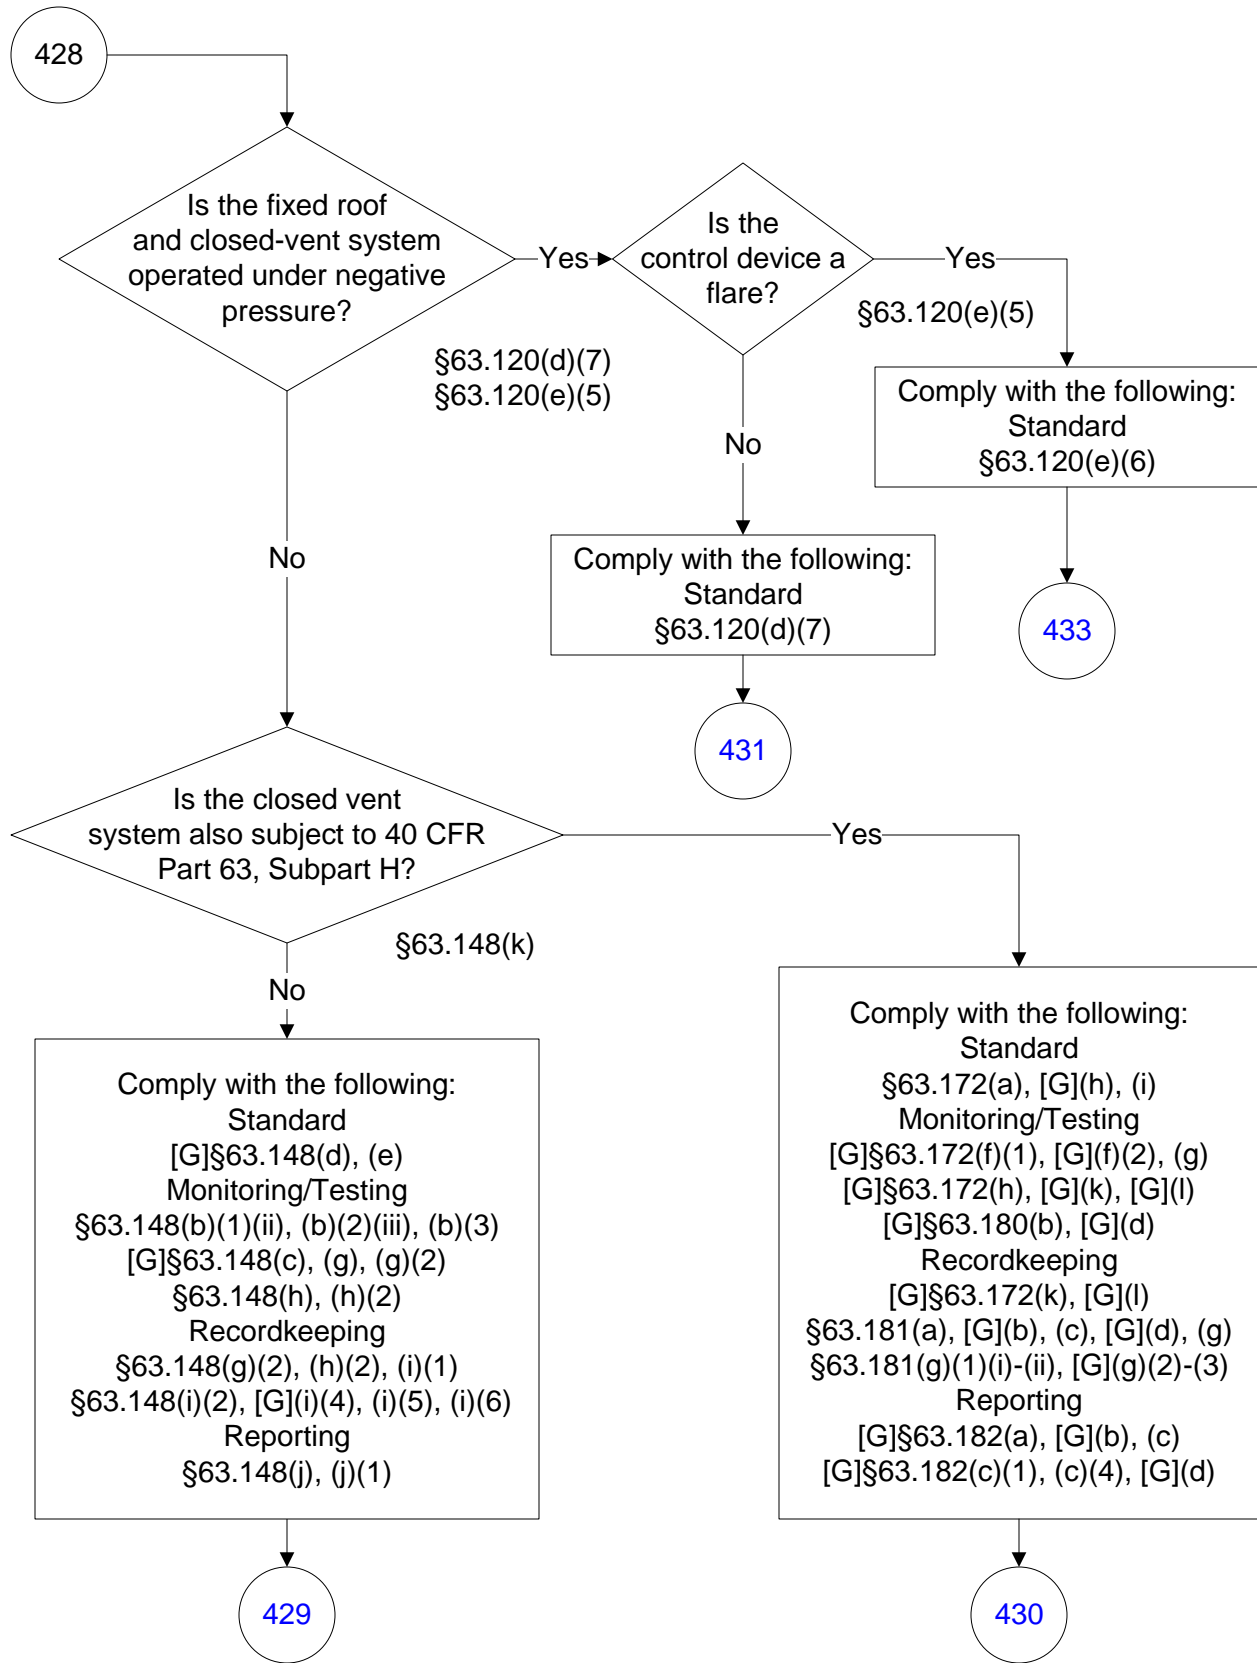 428
Is the fixed roof
and closed-vent system
operated under negative
pressure?
Yes
§63.120(d)(7)
§63.120(e)(5)
Is the
control device a
flare?
Yes
§63.120(e)(5)
Comply with the following:
Standard
§63.120(e)(6)
433
No
Comply with the following:
Standard
§63.120(d)(7)
431
No
Is the closed vent
system also subject to 40 CFR
Part 63, Subpart H?
Yes
§63.148(k)
No
Comply with the following:
Standard
[G]§63.148(d), (e)
Monitoring/Testing
§63.148(b)(1)(ii), (b)(2)(iii), (b)(3)
[G]§63.148(c), (g), (g)(2)
§63.148(h), (h)(2)
Recordkeeping
§63.148(g)(2), (h)(2), (i)(1)
§63.148(i)(2), [G](i)(4), (i)(5), (i)(6)
Reporting
§63.148(j), (j)(1)
429
Comply with the following:
Standard
§63.172(a), [G](h), (i)
Monitoring/Testing
[G]§63.172(f)(1), [G](f)(2), (g)
[G]§63.172(h), [G](k), [G](l)
[G]§63.180(b), [G](d)
Recordkeeping
[G]§63.172(k), [G](l)
§63.181(a), [G](b), (c), [G](d), (g)
§63.181(g)(1)(i)-(ii), [G](g)(2)-(3)
Reporting
[G]§63.182(a), [G](b), (c)
[G]§63.182(c)(1), (c)(4), [G](d)
430